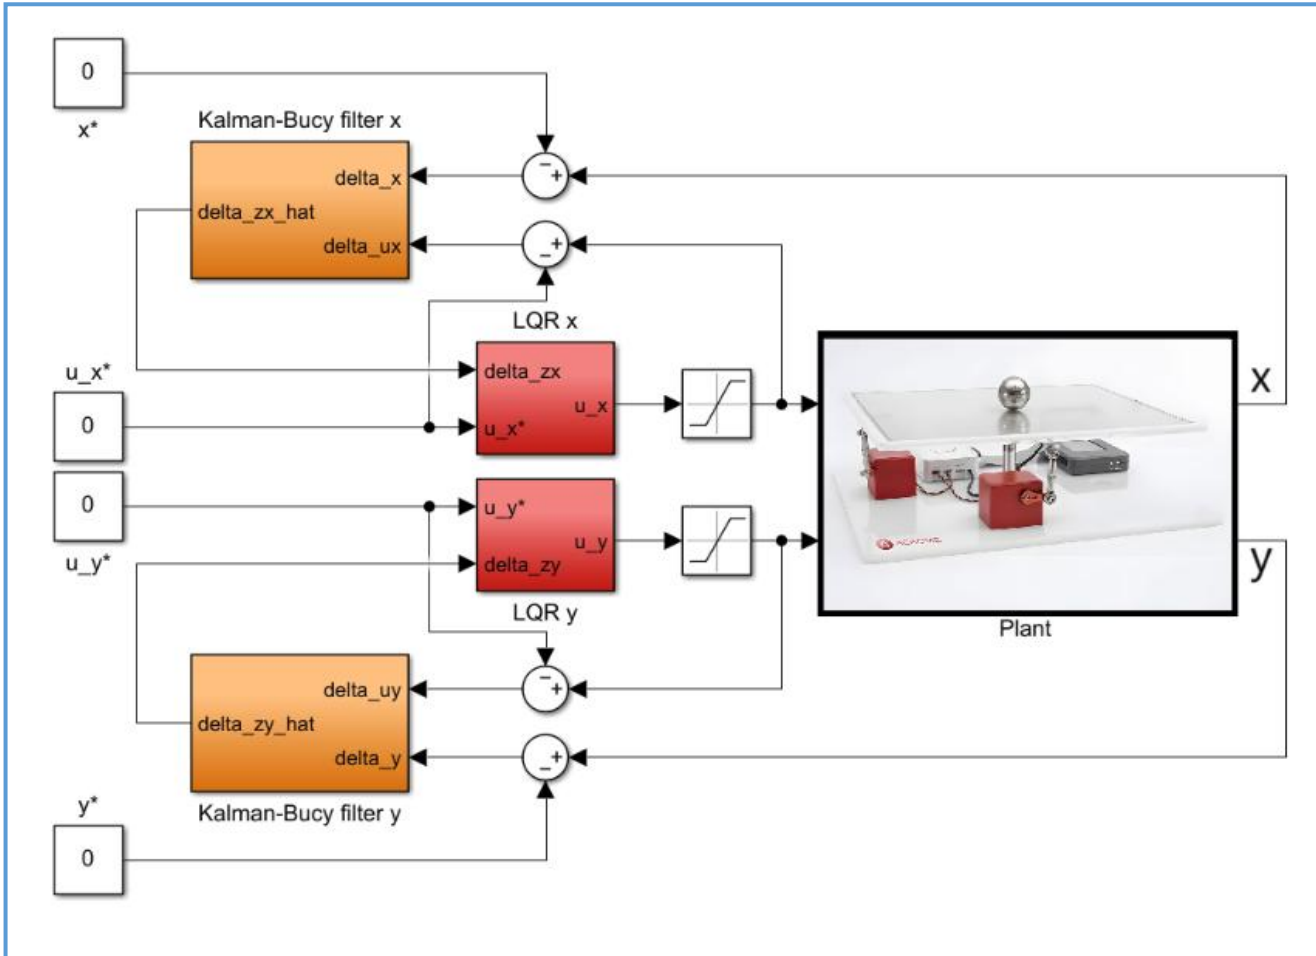 0
x*
Kalman-Bucy filter x
delta_x
delta_zx_hat
delta_ux
LQR x
delta_zx
u_x
u_x*
u_x*
0
0
u_y*
u_y*
u_y
delta_zy
LQR y
x
y
Plant
delta_uy
delta_zy_hat
delta_y
Kalman-Bucy filter y
y*
0